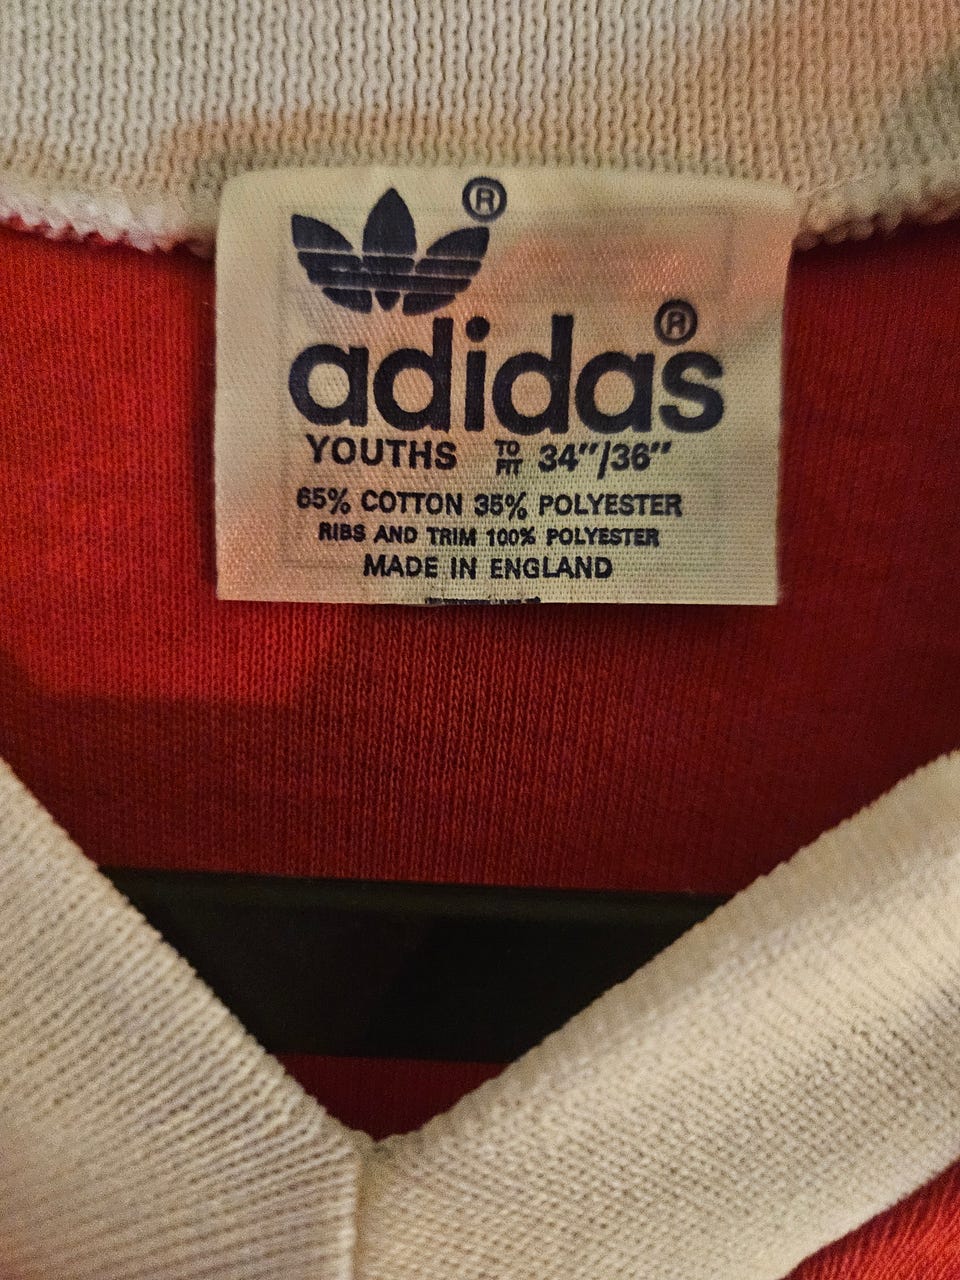 ®
adidas®
YOUTHS TO FIT 34"/36"
65% COTTON 35% POLYESTER
RIBS AND TRIM 100% POLYESTER
MADE IN ENGLAND